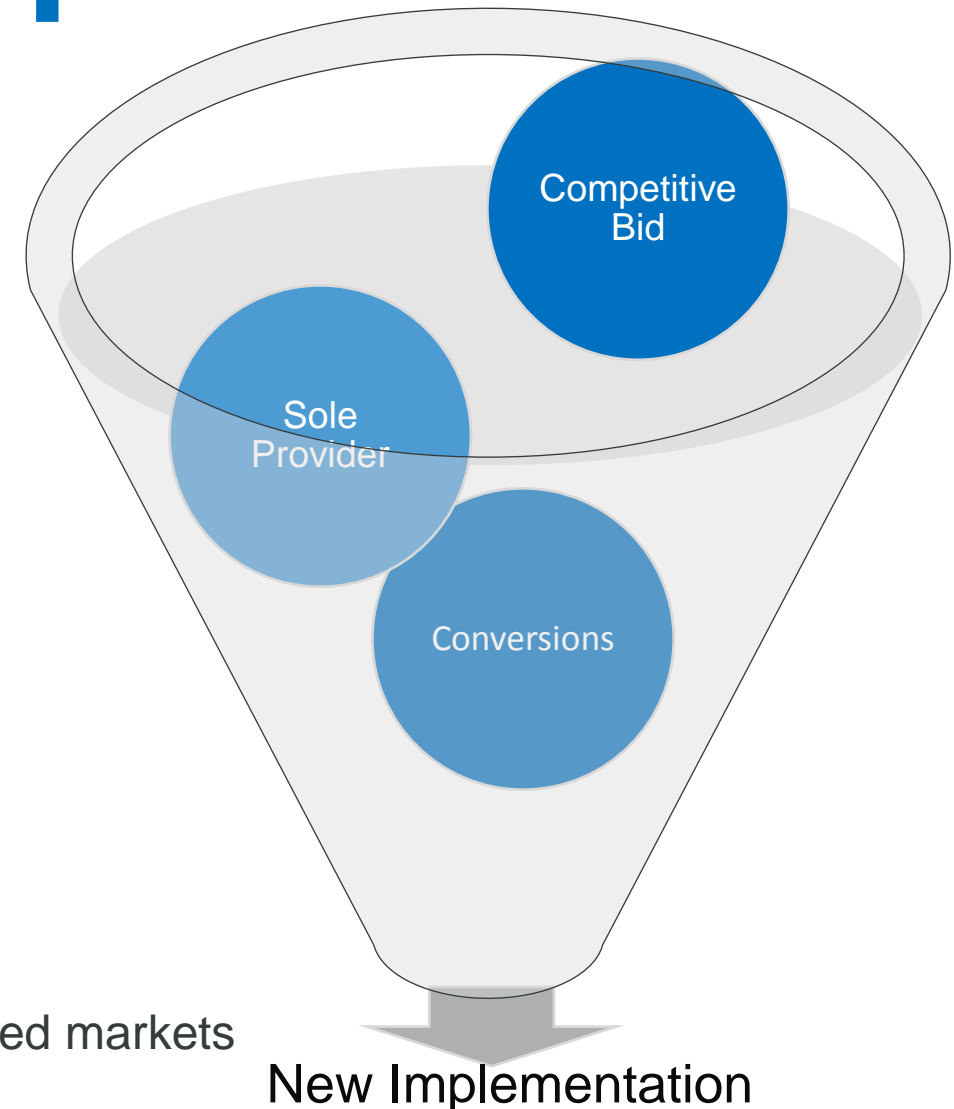 Competitive
Bid
Sole
Provider
Conversions
ed markets
New Implementation